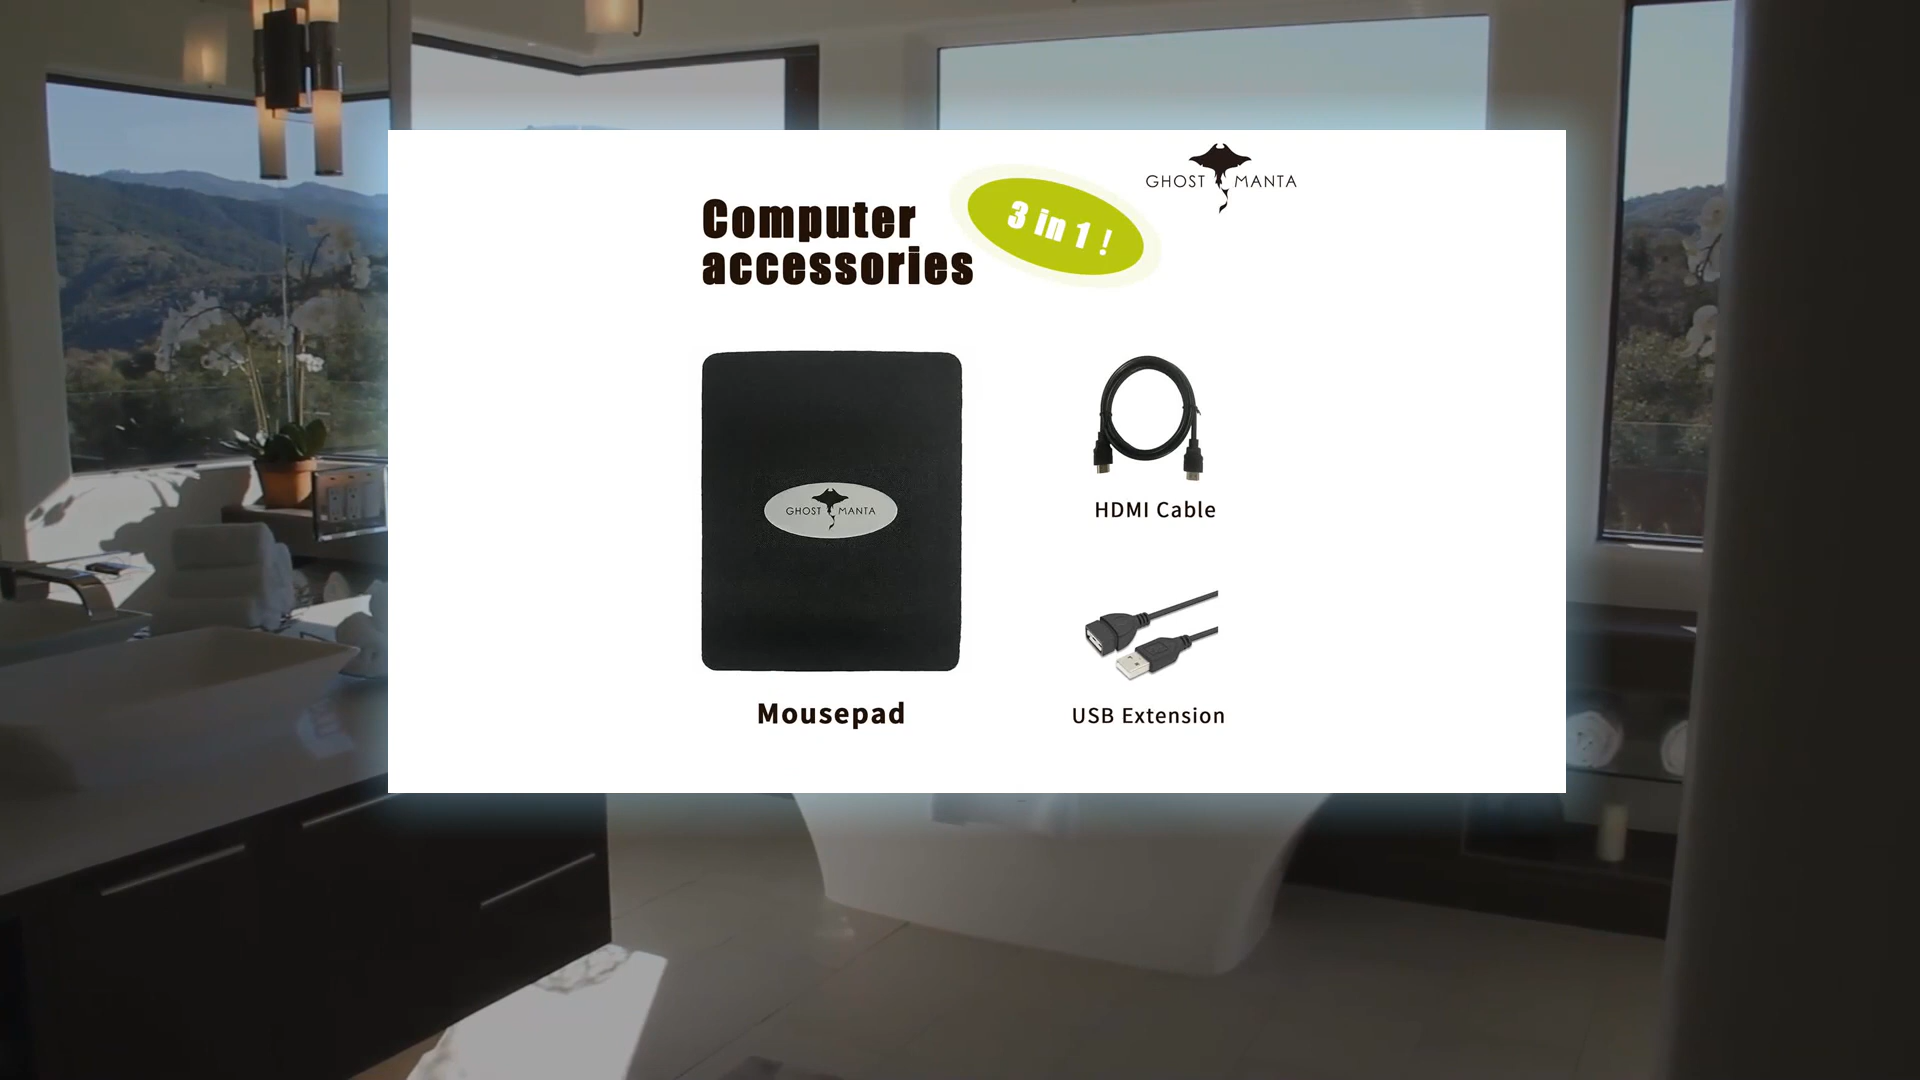 GHOST MANTA
Computer
accessories
3 in 1 !
GHOST MANTA
HDMI Cable
Mousepad
USB Extension